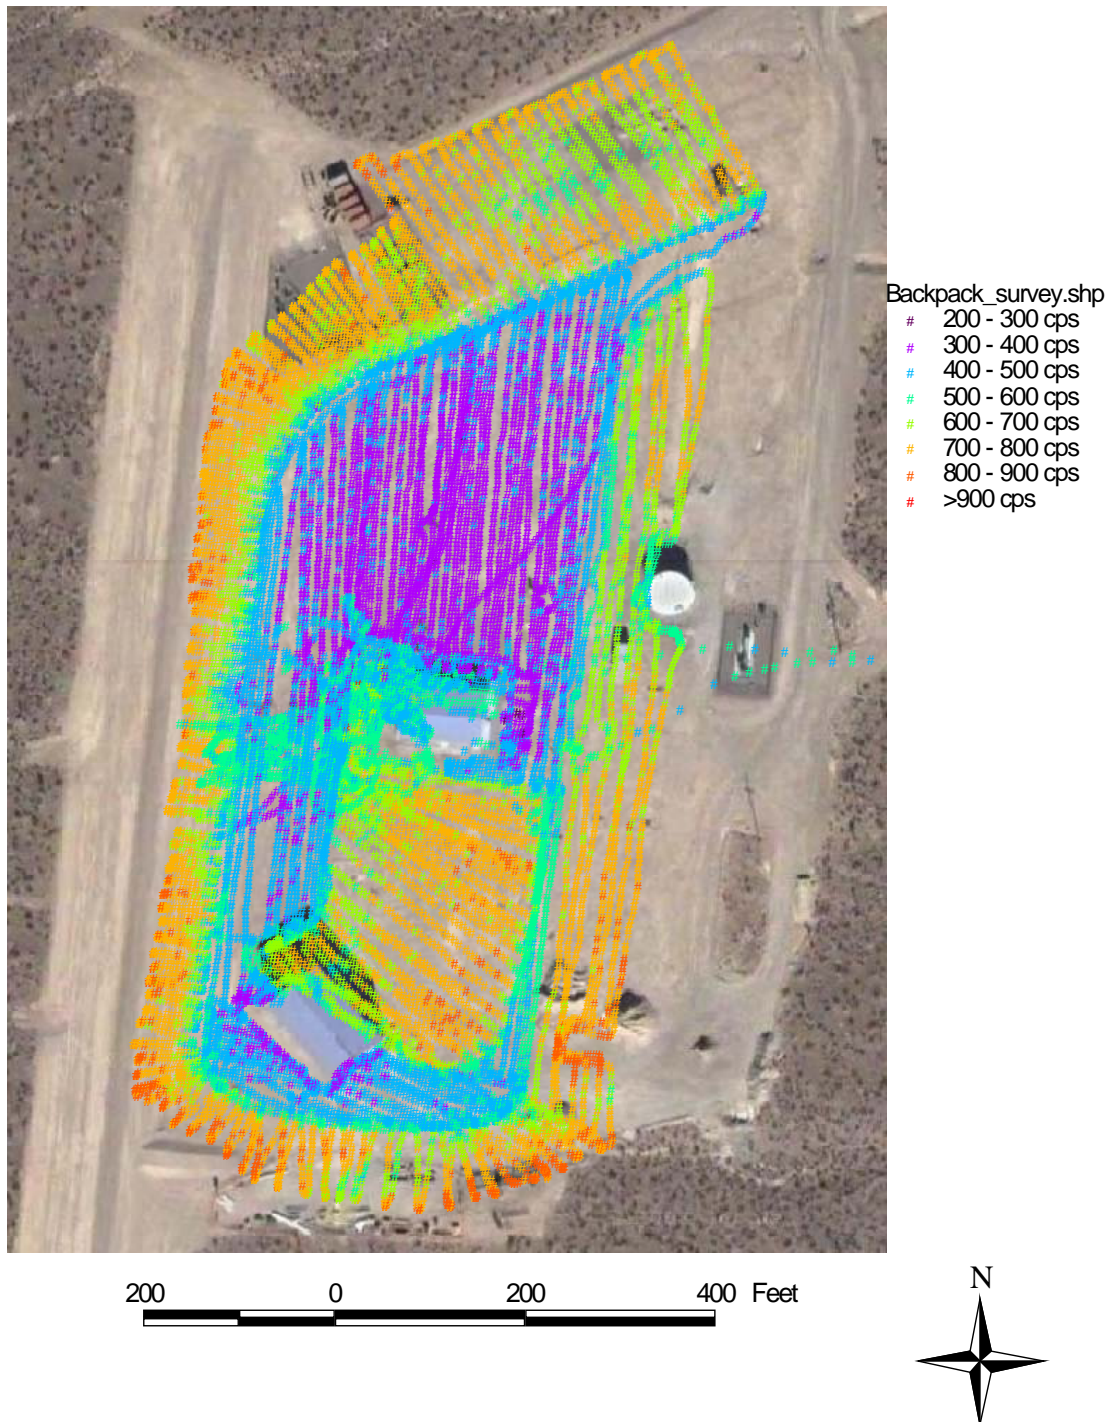 Backpack_survey.shp
# 200 - 300 cps
# 300 - 400 cps
# 400 - 500 cps
# 500 - 600 cps
# 600 - 700 cps
# 700 - 800 cps
# 800 - 900 cps
# >900 cps
200 0 200 400 Feet
N